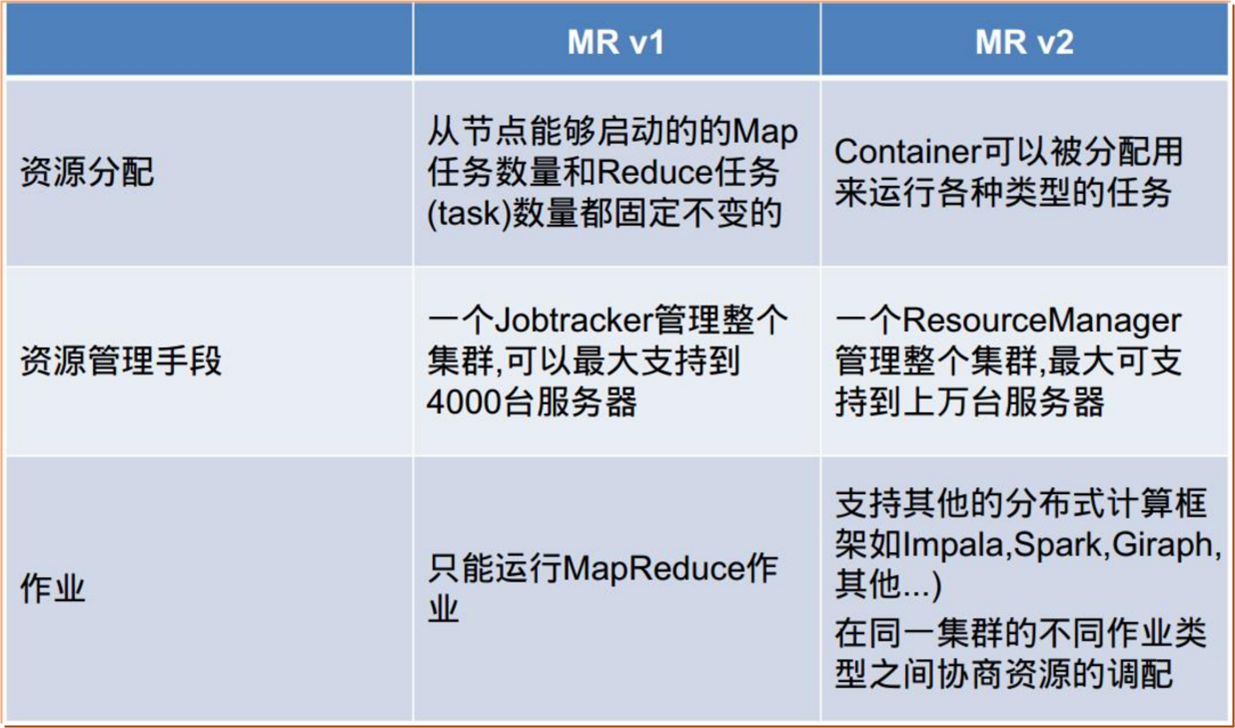 MR v1
MR v2
资源分配
从节点能够启动的的Map
任务数量和Reduce任务
(task)数量都固定不变的
Container可以被分配用
来运行各种类型的任务
资源管理手段
一个Jobtracker管理整个
集群,可以最大支持到
4000台服务器
一个ResourceManager
管理整个集群,最大可支
持到上万台服务器
作业
只能运行MapReduce作
业
支持其他的分布式计算框
架如Impala,Spark,Giraph,
其他...)
在同一集群的不同作业类
型之间协商资源的调配